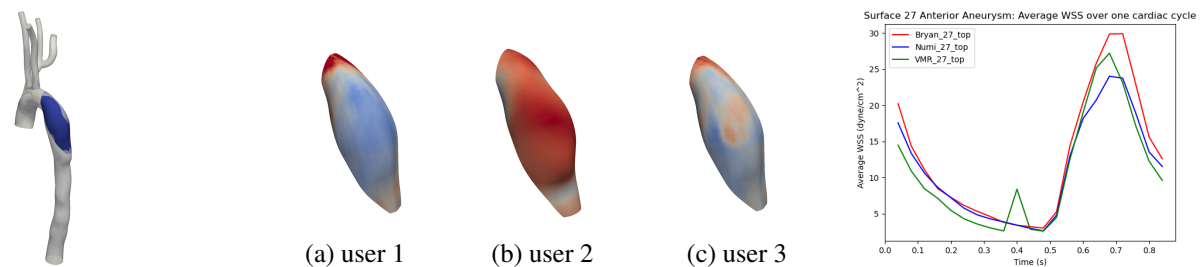 (a) user 1
(b) user 2
(c) user 3
Surface 27 Anterior Aneurysm: Average WSS over one cardiac cycle
Bryan_27_top
Numi_27_top
VMR_27_top
Average WSS (dyne/cm^2)
30
25
20
15
10
5
0.0 0.1 0.2 0.3 0.4 0.5 0.6 0.7 0.8
Time (s)